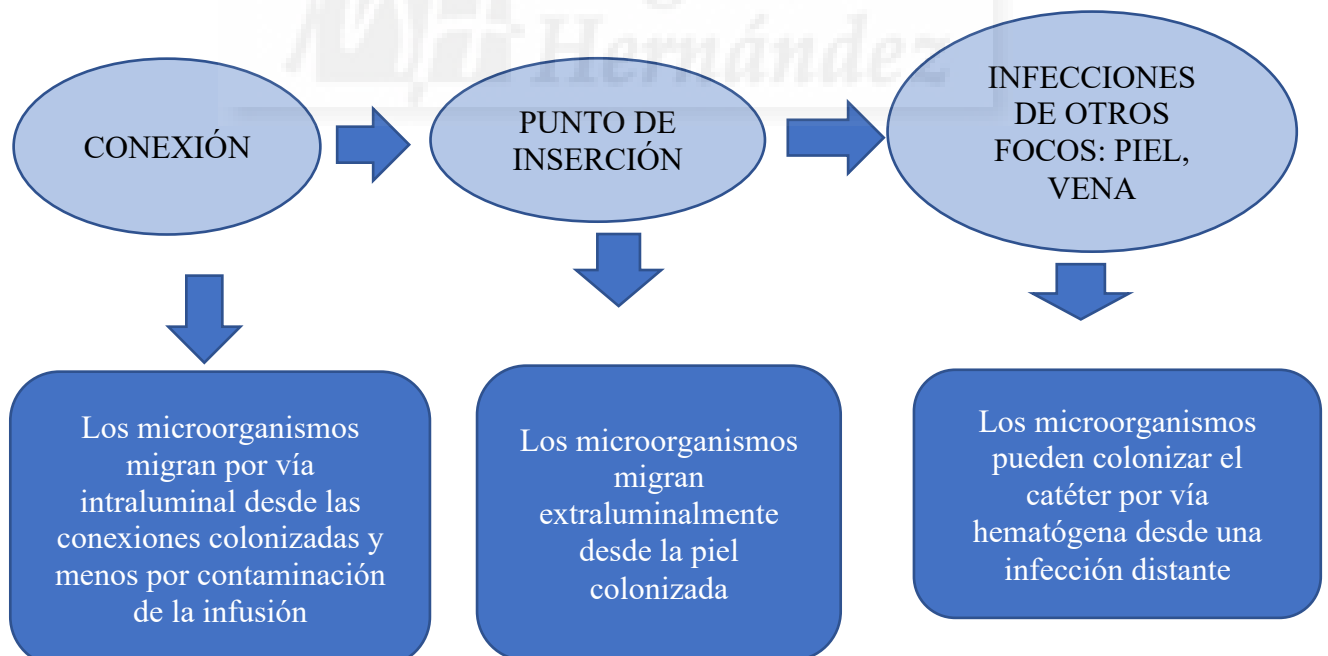 Hernández
CONEXIÓN
PUNTO DE
INSERCIÓN
INFECCIONES
DE OTROS
FOCOS: PIEL,
VENA
Los microorganismos
migran por vía
intraluminal desde las
conexiones colonizadas y
menos por contaminación
de la infusión
Los microorganismos
migran
extraluminalmente
desde la piel
colonizada
Los microorganismos
pueden colonizar el
catéter por vía
hematógena desde una
infección distante